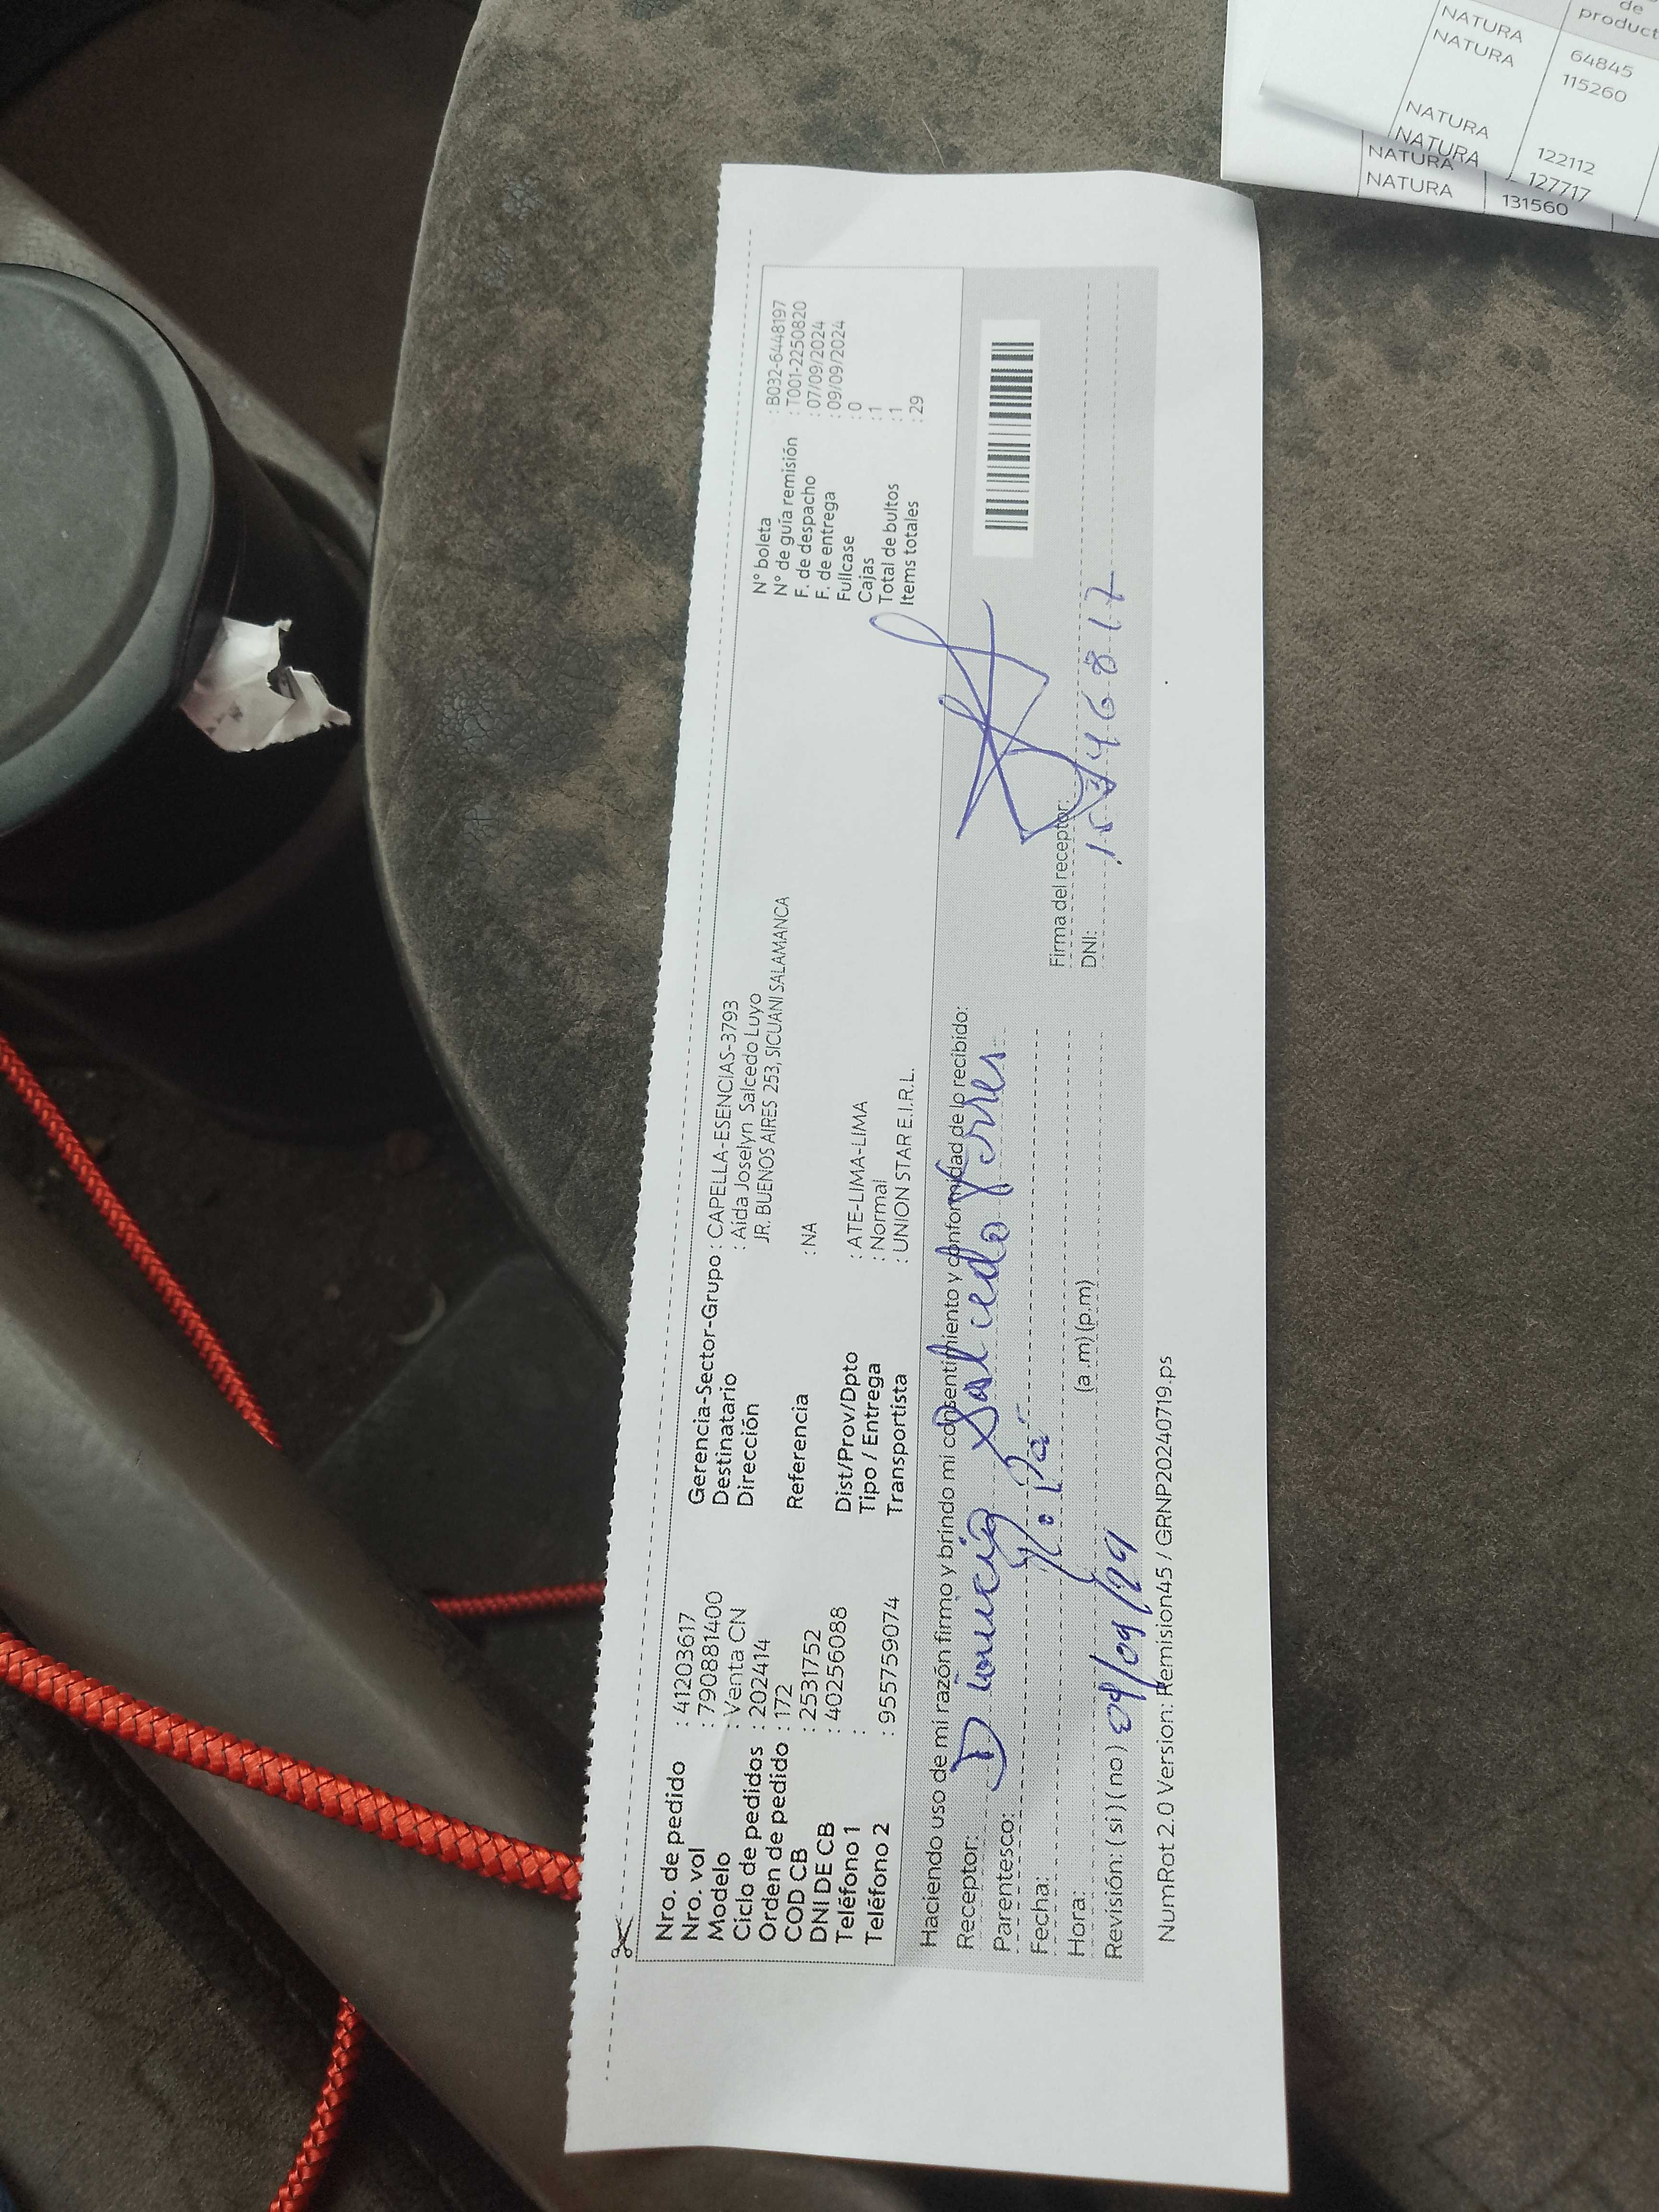 Nro. de pedido : 41203617
Nro. vol : 790881400
Modelo : Venta CN
Ciclo de pedidos : 202414
Orden de pedido : 172
COD CB : 2531752
DNI DE CB : 40256088
Teléfono 1 :
Teléfono 2 : 955759074
Gerencia-Sector-Grupo : CAPELLA-ESENCIAS-3793
Destinatario : Aida Joselyn Salcedo Luyo
Dirección JR. BUENOS AIRES 253, SICUANI SALAMANCA
Referencia : NA
Dist/Prov/Dpto : ATE-LIMA-LIMA
Tipo / Entrega : Normal
Transportista : UNION STAR E.I.R.L.
N° boleta : B032-6448197
N° de guía remisión : T001-2250820
F. de despacho : 07/09/2024
F. de entrega : 09/09/2024
Fullcase : 0
Cajas : 1
Total de bultos : 1
Items totales : 29
Haciendo uso de mi razón firmo y brindo mi consentimiento y conformidad de lo recibido:
Receptor: Salcedo
Parentesco:
Fecha:
Hora: (a .m) (p.m)
Revisión: ( si ) ( no )
Firma del receptor:
DNI:
NumRot 2.0 Version: Remision45 / GRNP20240719.ps
de
product
NATURA 64845
NATURA 115260
NATURA 122112
NATURA 127717
NATURA
NATURA 131560